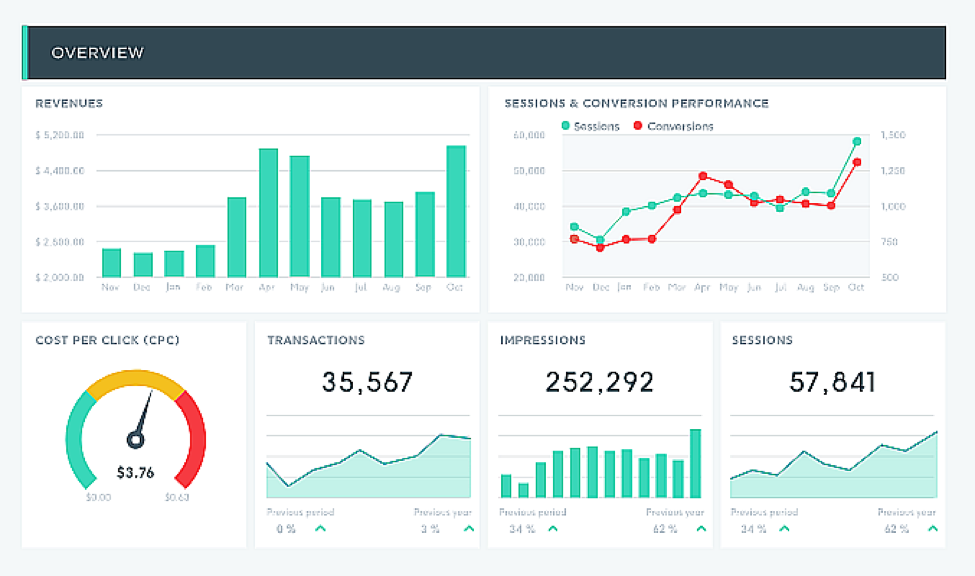 OVERVIEW
REVENUES
$ 5,200.00
$ 4,400.00
$ 3,600.00
$ 2,800.00
$ 2,000.00
Nov Dec Jan Feb Mar Apr May Jun Jul Aug Sep Oct
SESSIONS & CONVERSION PERFORMANCE
Sessions Conversions
60,000 1,500
50,000 1,250
40,000 1,000
30,000 750
20,000 500
Nov Dec Jan Feb Mar Apr May Jun Jul Aug Sep Oct
COST PER CLICK (CPC)
$3.76
$0.00 $0.63
TRANSACTIONS
35,567
Previous period Previous year
0 % 3 %
IMPRESSIONS
252,292
Previous period Previous year
34 % 62 %
SESSIONS
57,841
Previous period Previous year
34 % 62 %